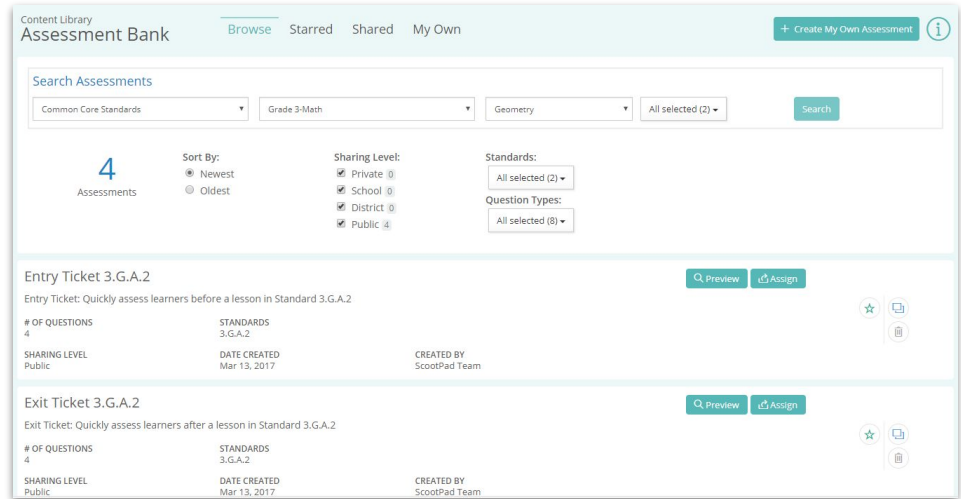 Content Library
Assessment Bank
Browse Starred Shared My Own
+ Create My Own Assessment
i
Search Assessments
Common Core Standards
Grade 3-Math
Geometry
All selected (2)
Search
4
Assessments
Sort By:
Newest
Oldest
Sharing Level:
Private 0
School 0
District 0
Public 4
Standards:
All selected (2)
Question Types:
All selected (8)
Entry Ticket 3.G.A.2
Preview
Assign
Entry Ticket: Quickly assess learners before a lesson in Standard 3.G.A.2
# OF QUESTIONS STANDARDS
4 3.G.A.2
SHARING LEVEL DATE CREATED CREATED BY
Public Mar 13, 2017 ScootPad Team
Exit Ticket 3.G.A.2
Preview
Assign
Exit Ticket: Quickly assess learners after a lesson in Standard 3.G.A.2
# OF QUESTIONS STANDARDS
4 3.G.A.2
SHARING LEVEL DATE CREATED CREATED BY
Public Mar 13, 2017 ScootPad Team